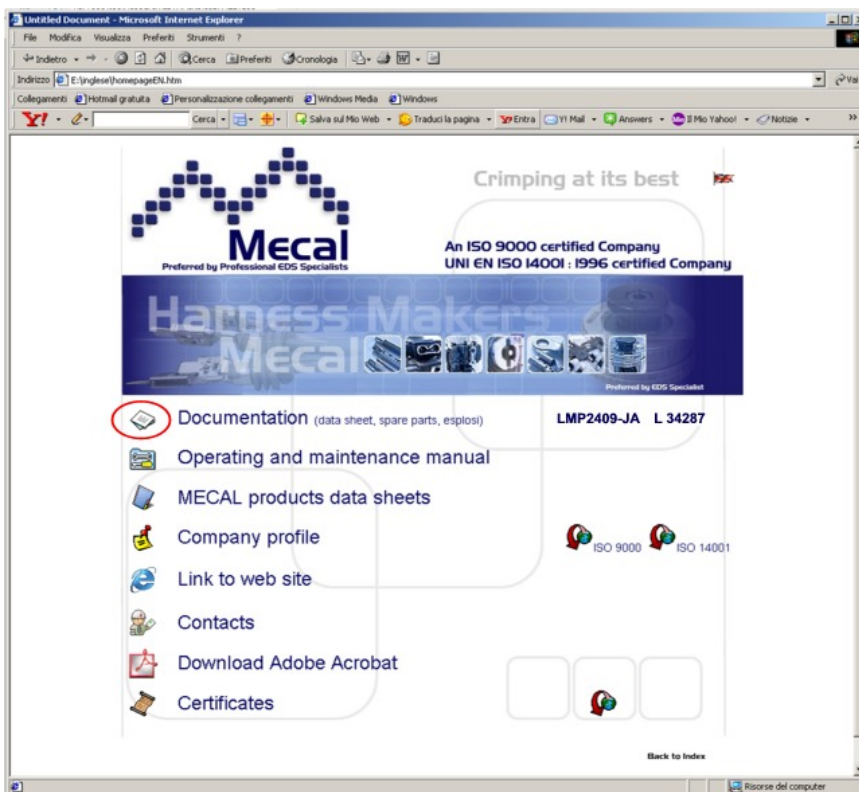 Untitled Document - Microsoft Internet Explorer
File Modifica Visualizza Preferiti Strumenti ?
Indietro Cerca Preferiti Cronologia
Indirizzo E:\inglese\homepageEN.htm Vai
Collegamenti Hotmail gratuita Personalizzazione collegamenti Windows Media Windows
Y! Cerca Salva sul Mio Web Traduci la pagina Entra Y! Mail Answers Il Mio Yahoo! Notizie »
Crimping at its best
Mecal
Preferred by Professional EDS Specialists
An ISO 9000 certified Company
UNI EN ISO 14001 : 1996 certified Company
Harness Makers
Mecal
Preferred by EDS Specialist
Documentation (data sheet, spare parts, esplosi) LMP2409-JA L 34287
Operating and maintenance manual
MECAL products data sheets
Company profile
ISO 9000 ISO 14001
Link to web site
Contacts
Download Adobe Acrobat
Certificates
Back to Index
Risorse del computer